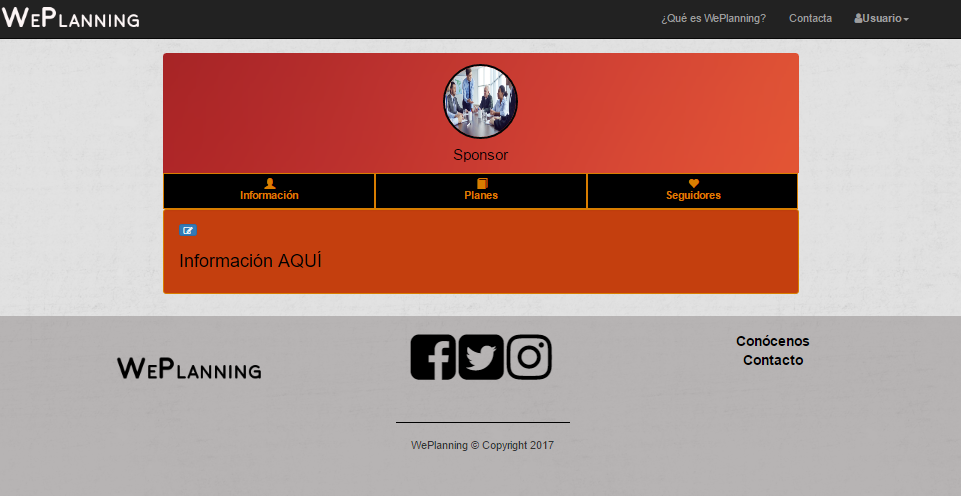 WePlanning
¿Qué es WePlanning?
Contacta
Usuario
Sponsor
Información
Planes
Seguidores
Información AQUÍ
WePlanning
Conócenos
Contacto
WePlanning © Copyright 2017